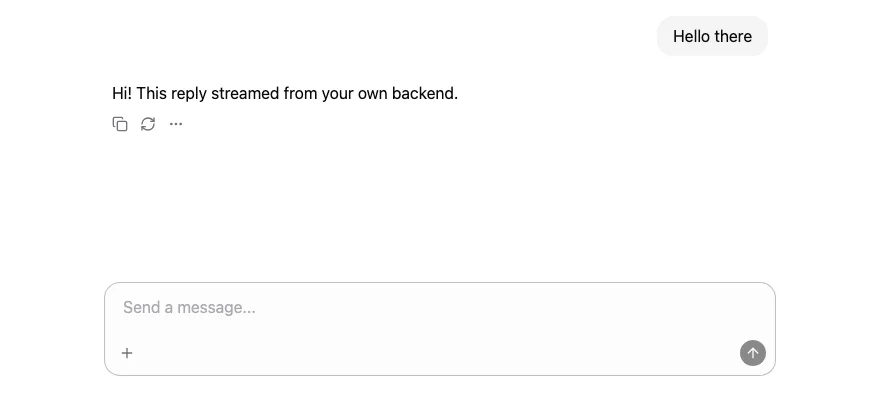 Hello there
Hi! This reply streamed from your own backend.
Send a message...